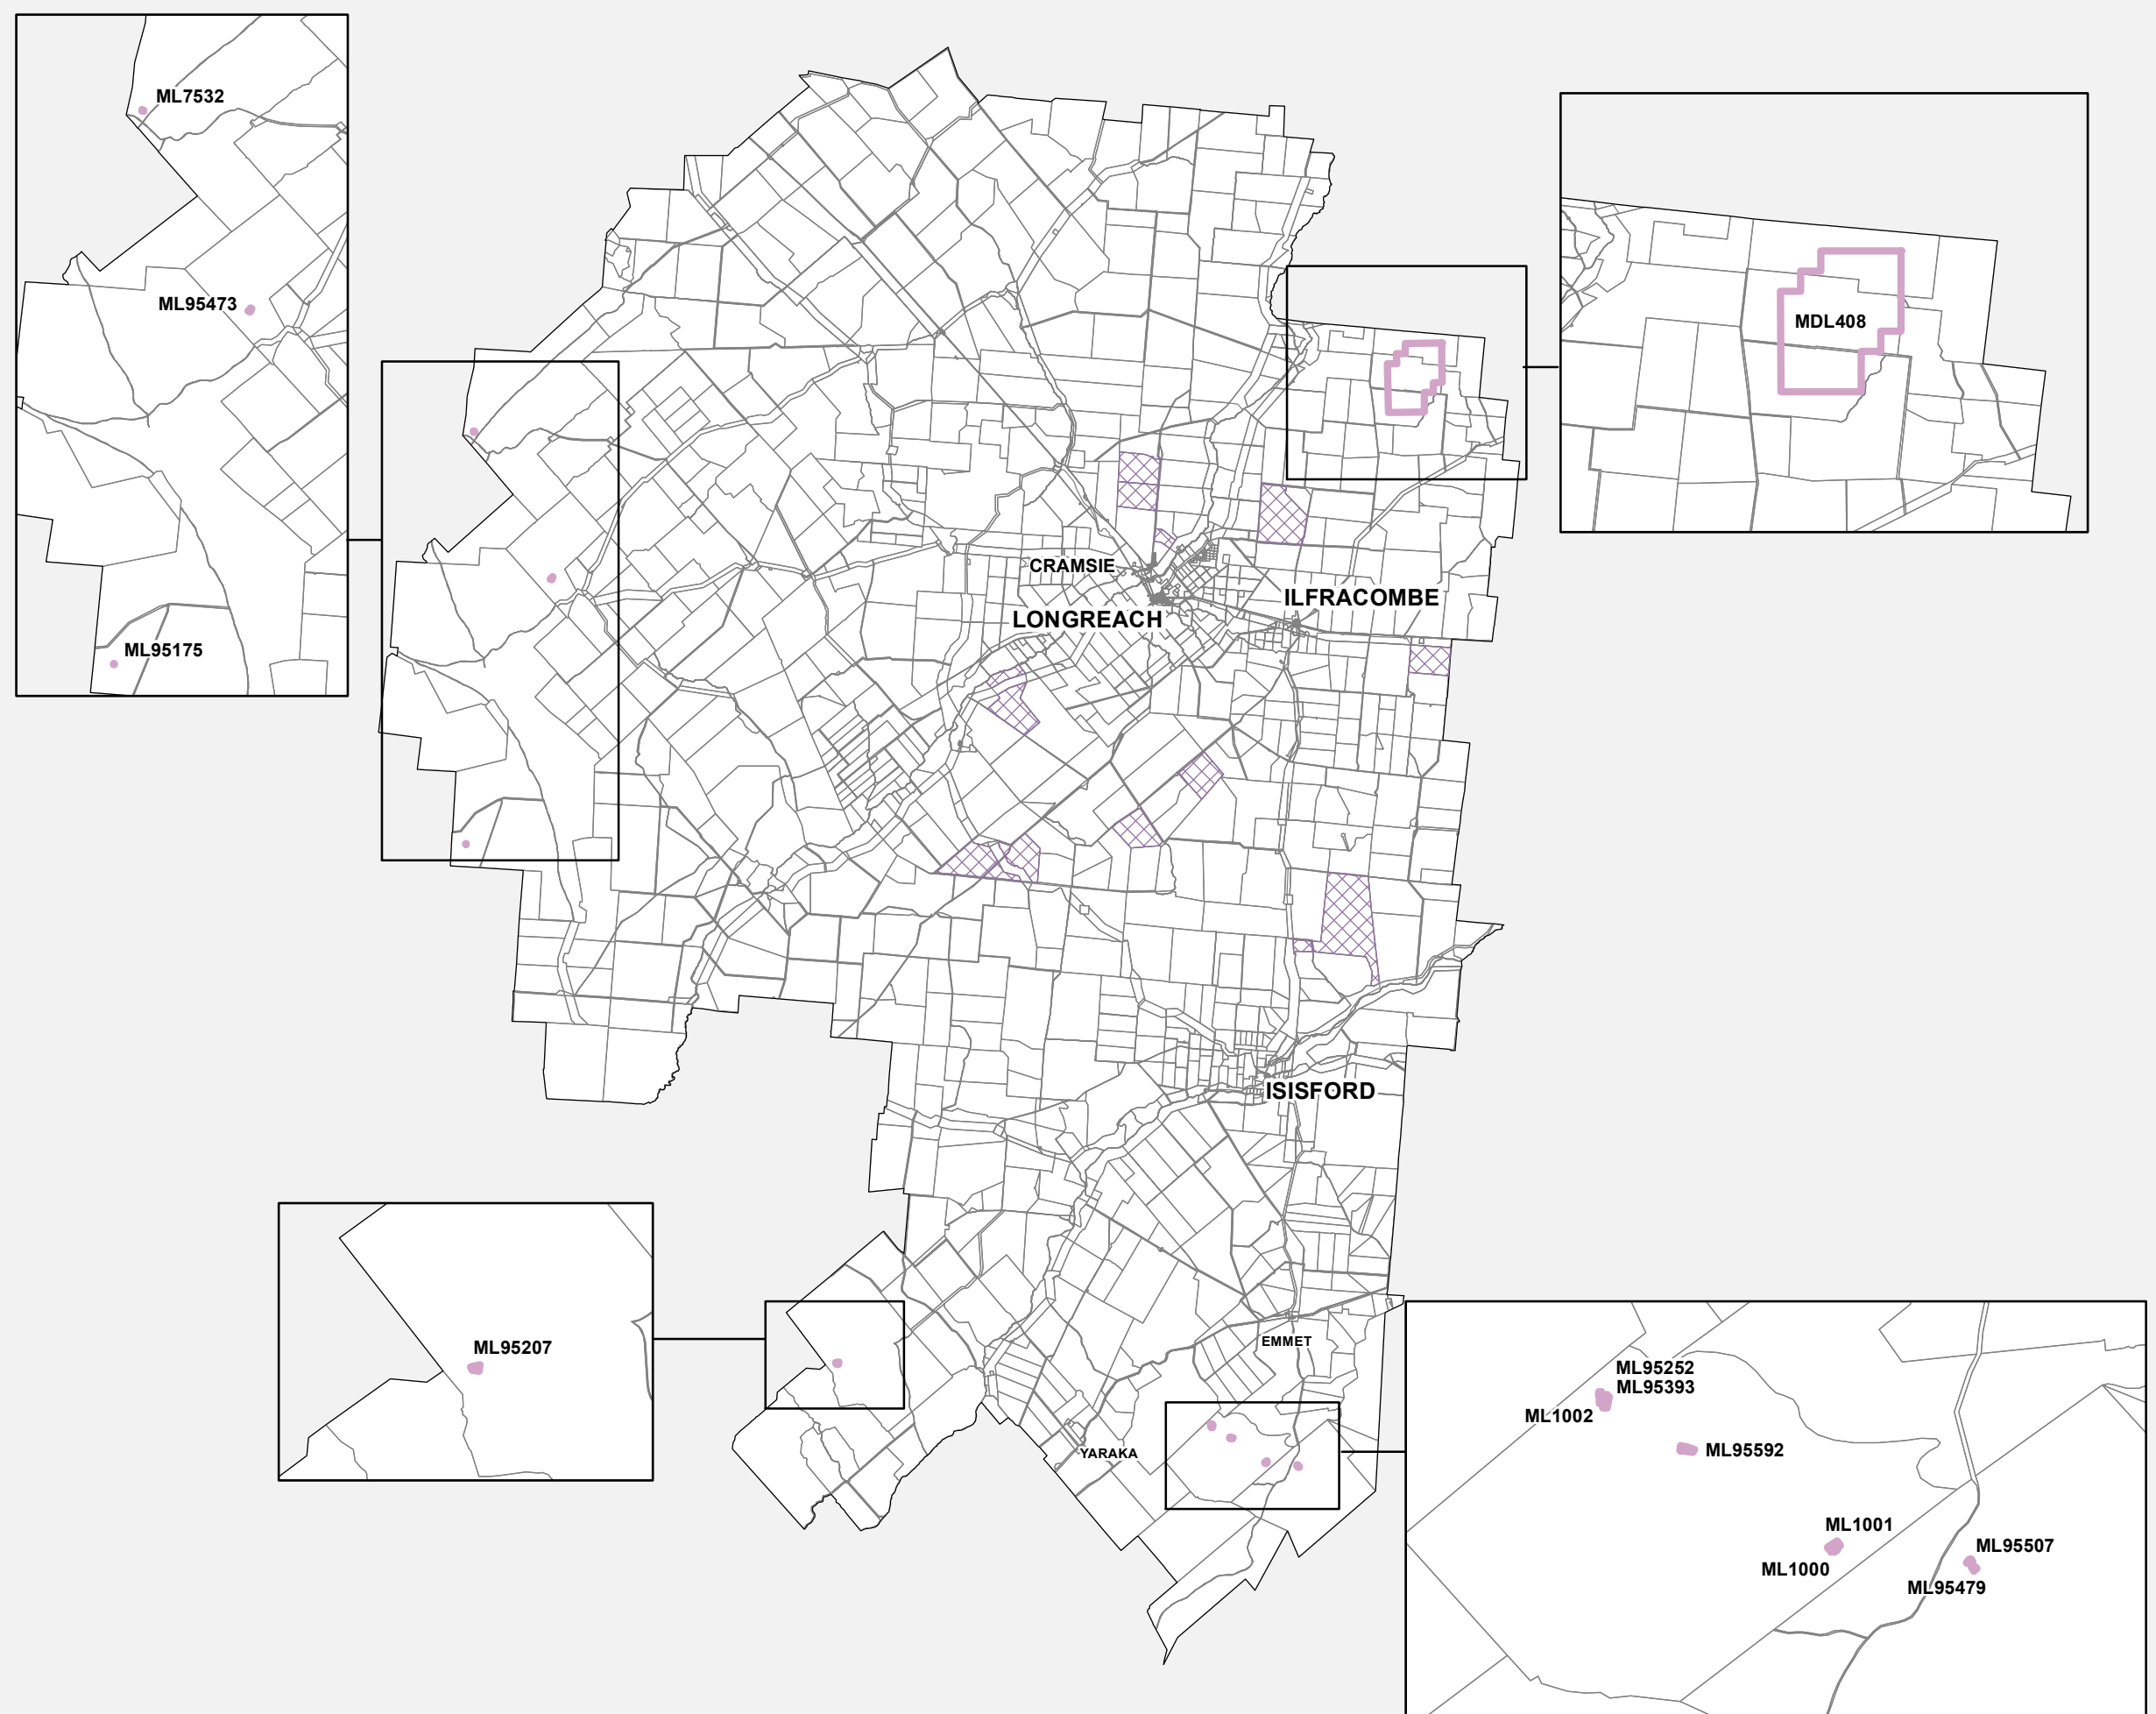 ML7532
ML95473
ML95175
MDL408
CRAMSIE
ILFRACOMBE
LONGREACH
ISISFORD
ML95207
EMMET
YARAKA
ML95252
ML95393
ML1002
ML95592
ML1001
ML1000
ML95507
ML95479